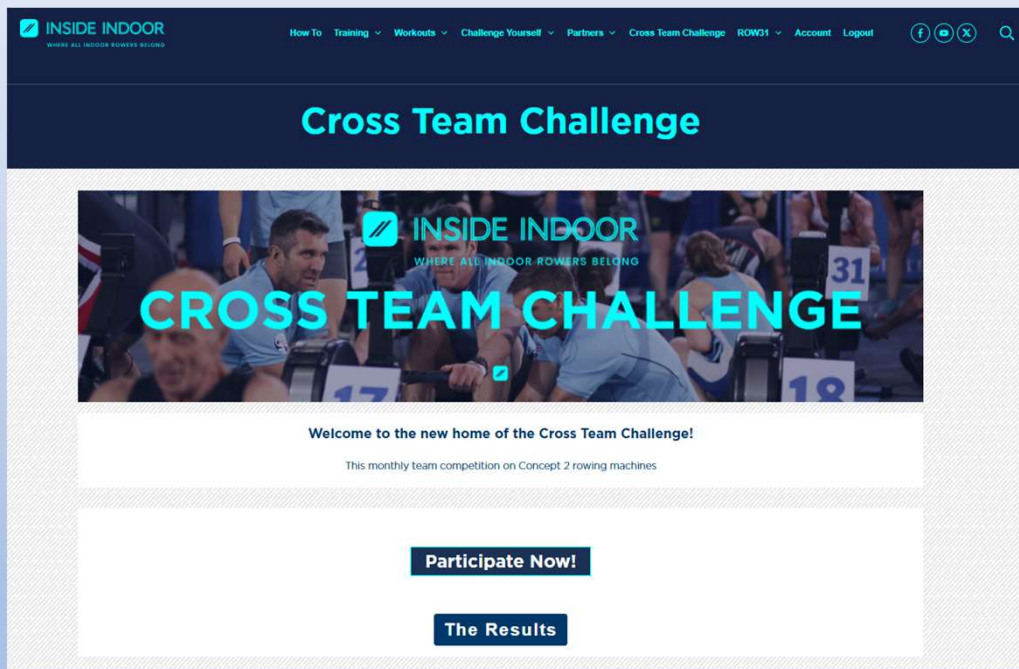 INSIDE INDOOR
WHERE ALL INDOOR ROWERS BELONG
How To Training Workouts Challenge Yourself Partners Cross Team Challenge ROW31 Account Logout
Cross Team Challenge
INSIDE INDOOR
WHERE ALL INDOOR ROWERS BELONG
31
CROSS TEAM CHALLENGE
17
18
Welcome to the new home of the Cross Team Challenge!
This monthly team competition on Concept 2 rowing machines
Participate Now!
The Results